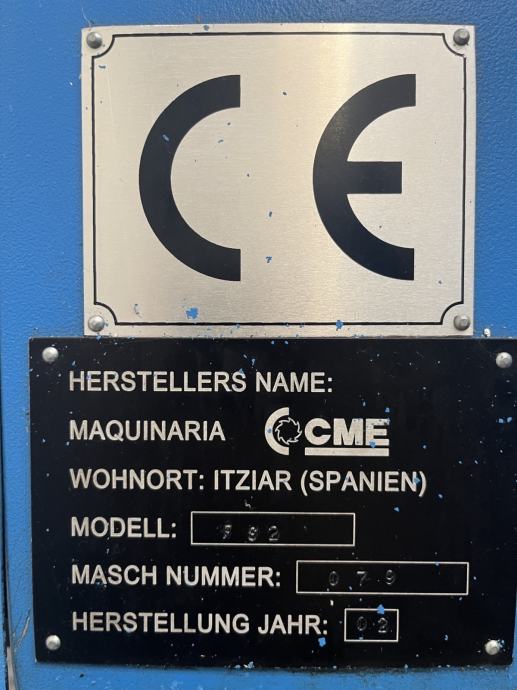 CE
HERSTELLERS NAME:
MAQUINARIA CME
WOHNORT: ITZIAR (SPANIEN)
MODELL:
MASCH NUMMER: 079
HERSTELLUNG JAHR: 02